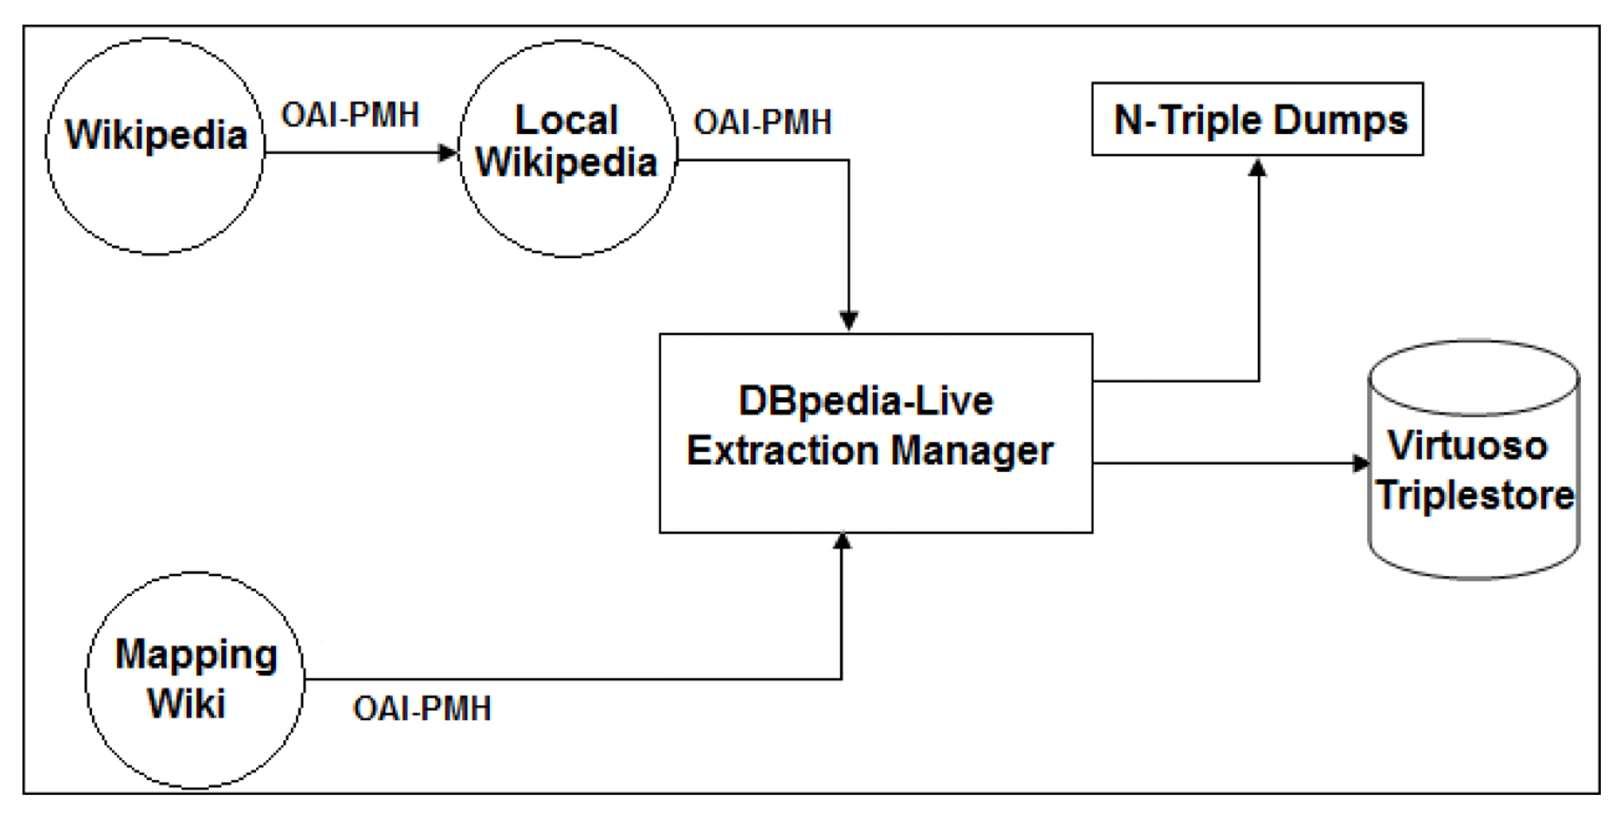 Wikipedia
OAI-PMH
Local
Wikipedia
OAI-PMH
N-Triple Dumps
DBpedia-Live
Extraction Manager
Virtuoso
Triplestore
Mapping
Wiki
OAI-PMH